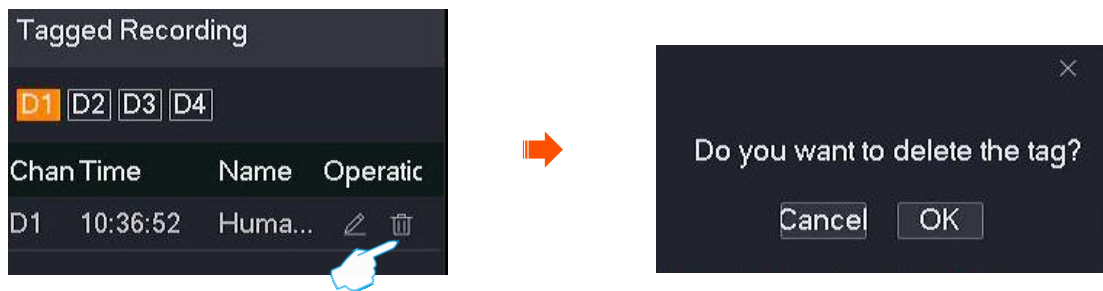 Tagged Recording
D1 D2 D3 D4
Chan Time Name Operatic
D1 10:36:52 Huma...
Do you want to delete the tag?
Cancel OK